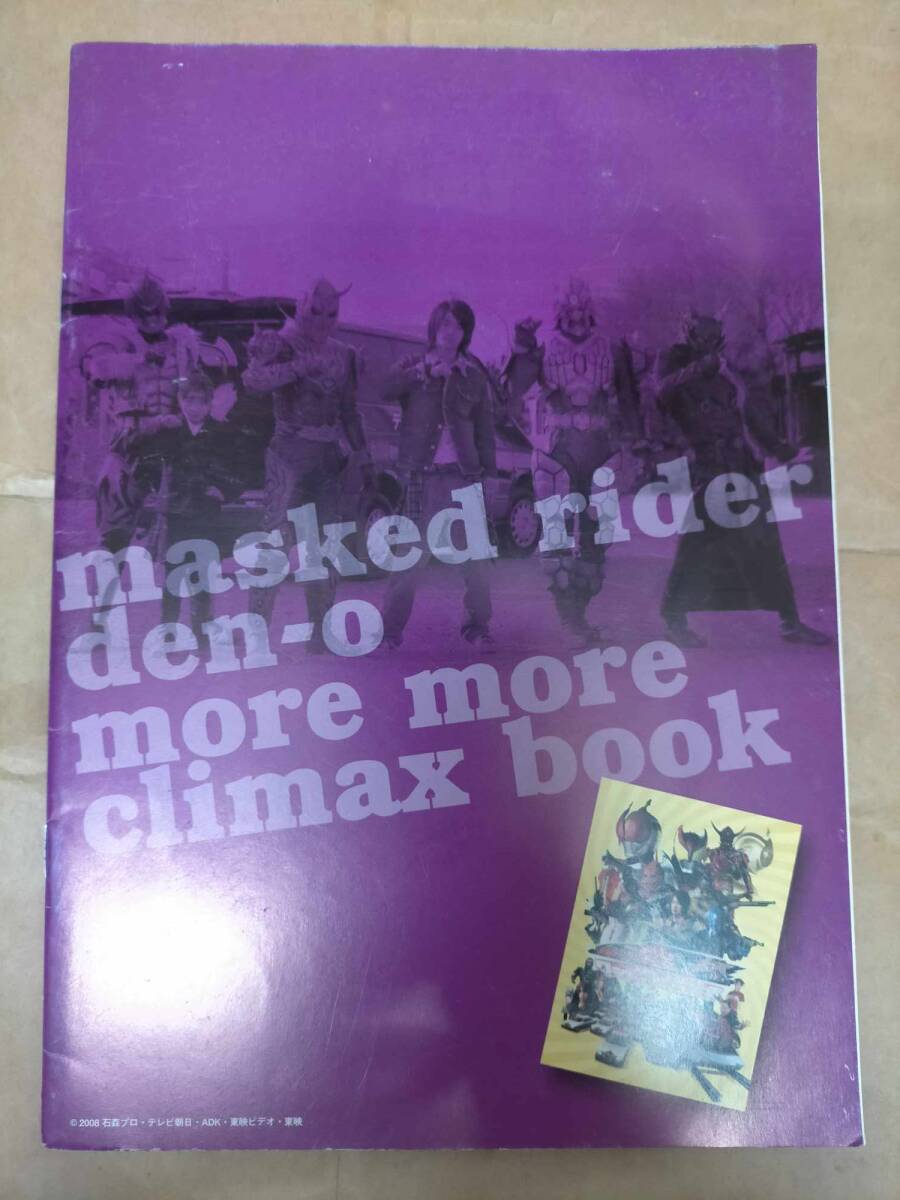 masked rider
den-o
more more
climax book
© 2008 石森プロ・テレビ朝日・ADK・東映ビデオ・東映